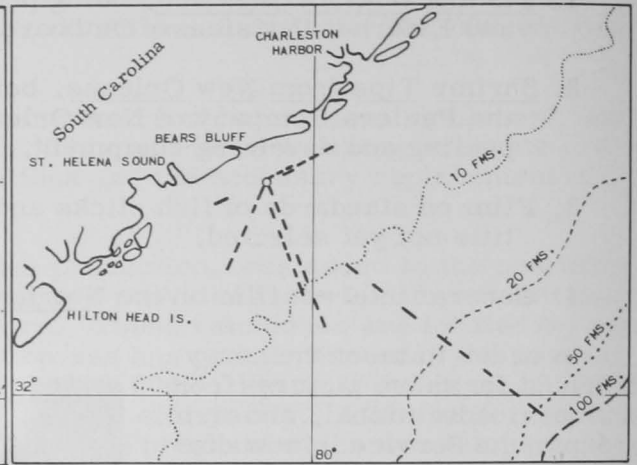 CHARLESTON
HARBOR
South Carolina
BEARS BLUFF
ST. HELENA SOUND
10 FMS.
20 FMS
HILTON HEAD IS.
30 FMS.
100 FMS.
32°
80°